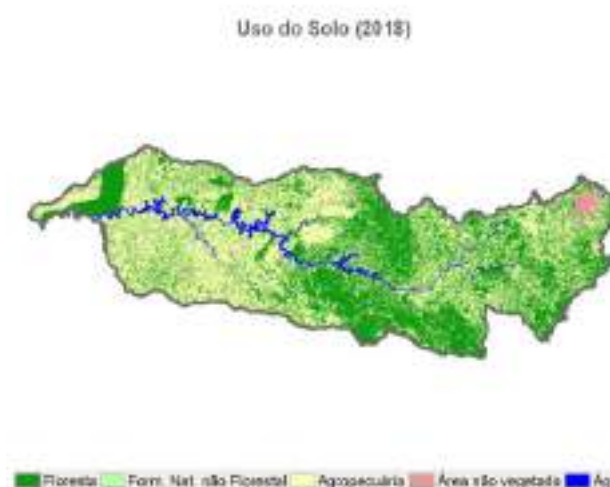 Uso do Solo (2018)
Floresta Form. Nat. não Florestal Agropecuária Área não vegetada